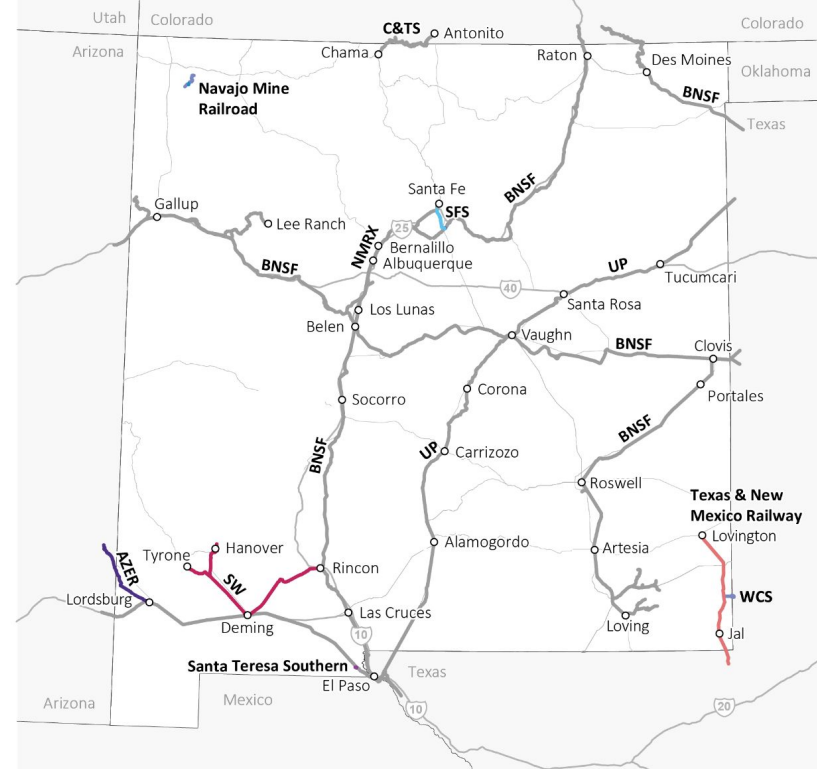 Utah
Colorado
C&TS
Antonito
Colorado
Arizona
Chama
Raton
Des Moines
Oklahoma
Navajo Mine
Railroad
BNSF
Texas
Santa Fe
BNSF
Gallup
SFS
Lee Ranch
25
NMRX
Bernalillo
BNSF
Albuquerque
UP
Tucumcari
40
Santa Rosa
Los Lunas
Belen
Vaughn
BNSF
Clovis
Corona
Portales
Socorro
BNSF
BNSF
UP
Carrizozo
Roswell
Texas & New
Mexico Railway
Lovington
Hanover
Tyrone
AZER
SW
Rincon
Alamogordo
Artesia
Lordsburg
WCS
Deming
Las Cruces
Loving
10
Jal
Santa Teresa Southern
El Paso
Texas
Arizona
Mexico
10
20